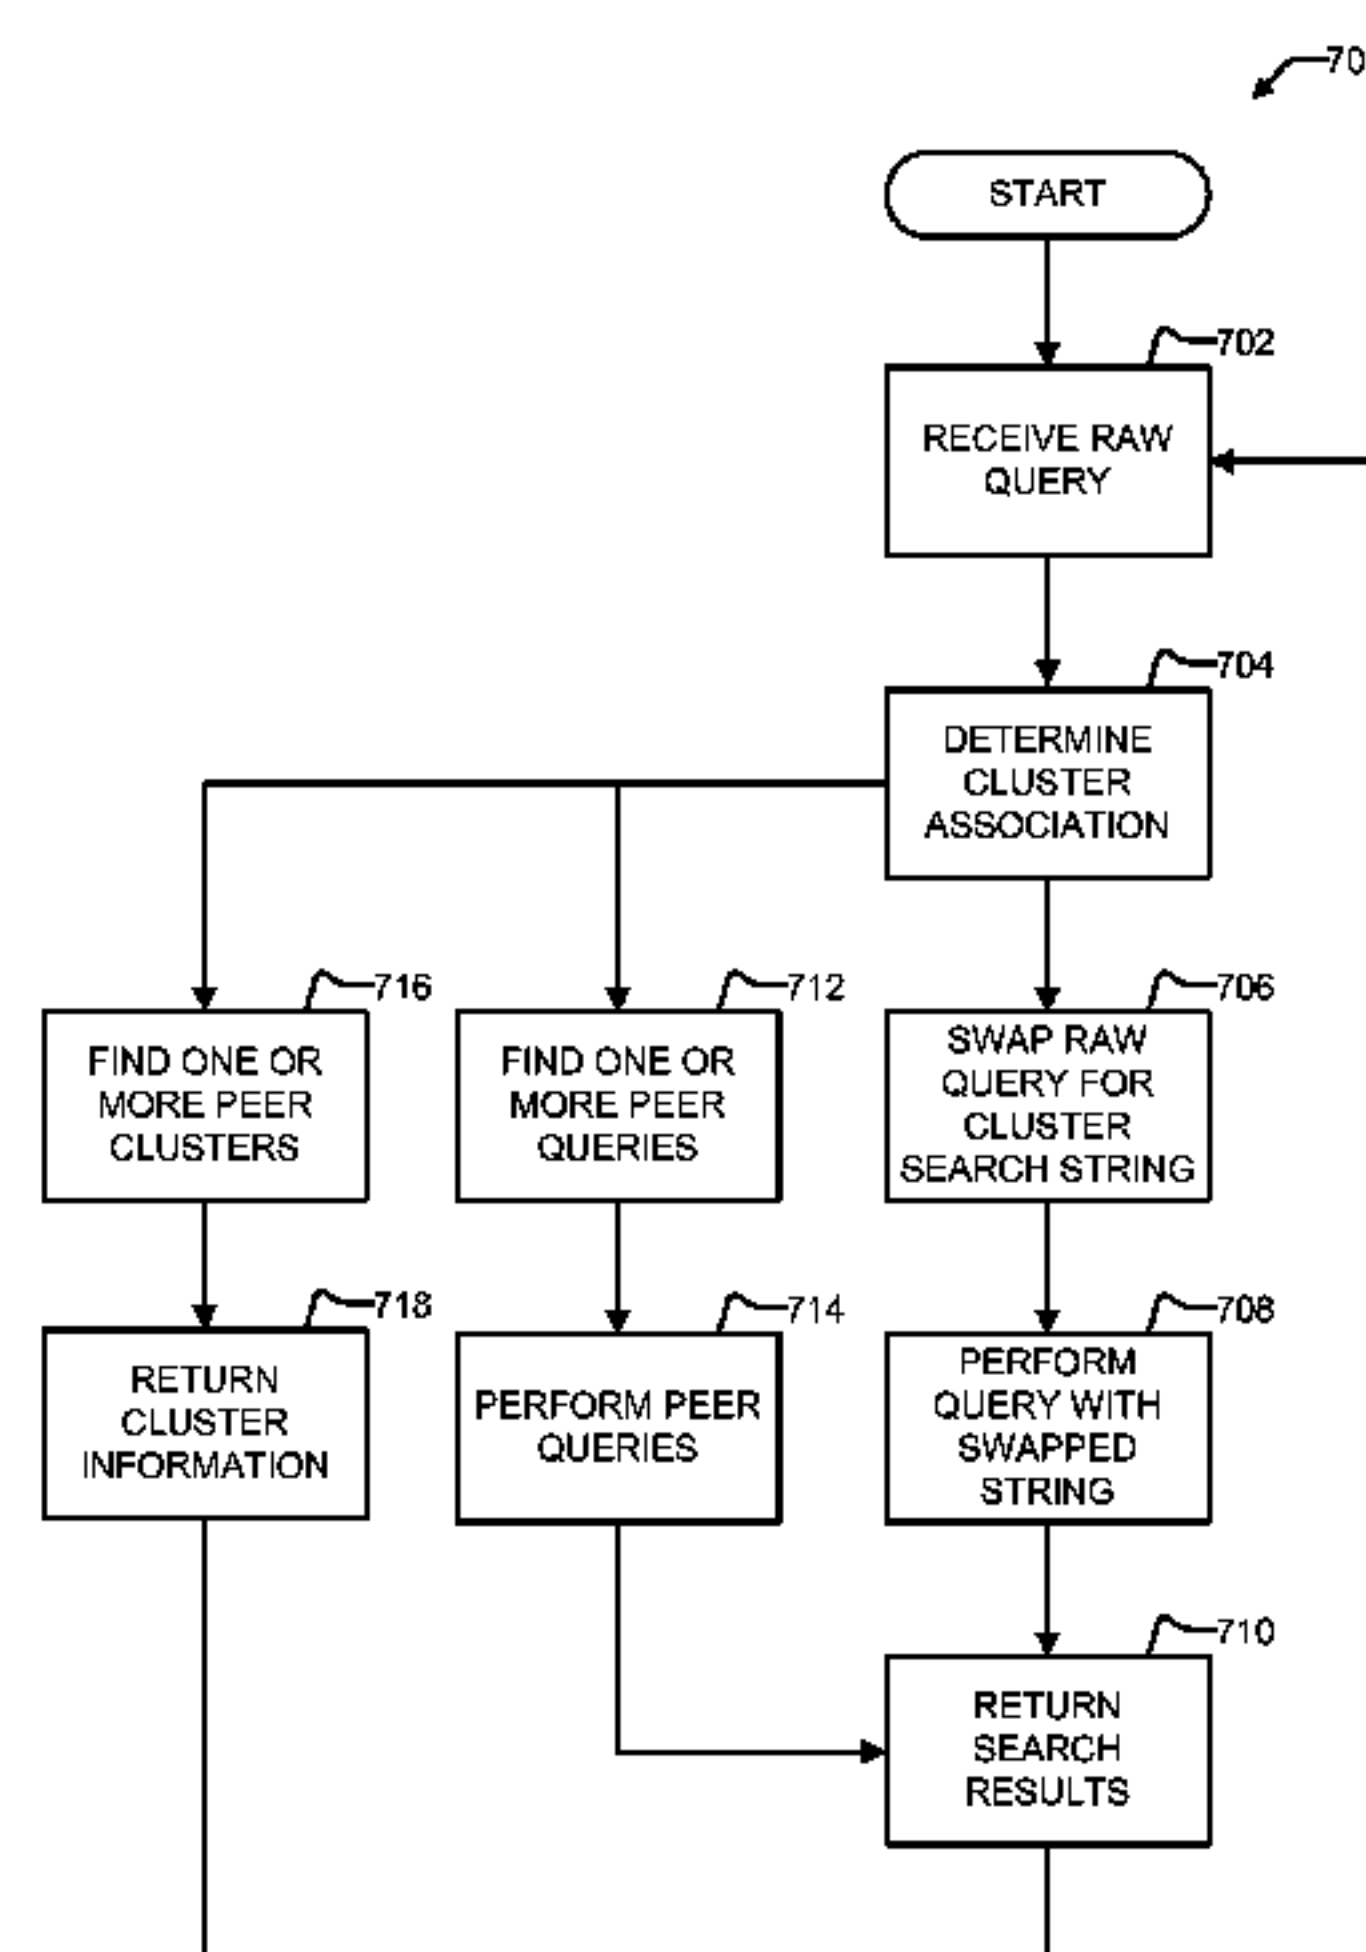 70
START
702
RECEIVE RAW
QUERY
704
DETERMINE
CLUSTER
ASSOCIATION
716
FIND ONE OR
MORE PEER
CLUSTERS
712
FIND ONE OR
MORE PEER
QUERIES
706
SWAP RAW
QUERY FOR
CLUSTER
SEARCH STRING
718
RETURN
CLUSTER
INFORMATION
714
PERFORM PEER
QUERIES
708
PERFORM
QUERY WITH
SWAPPED
STRING
710
RETURN
SEARCH
RESULTS